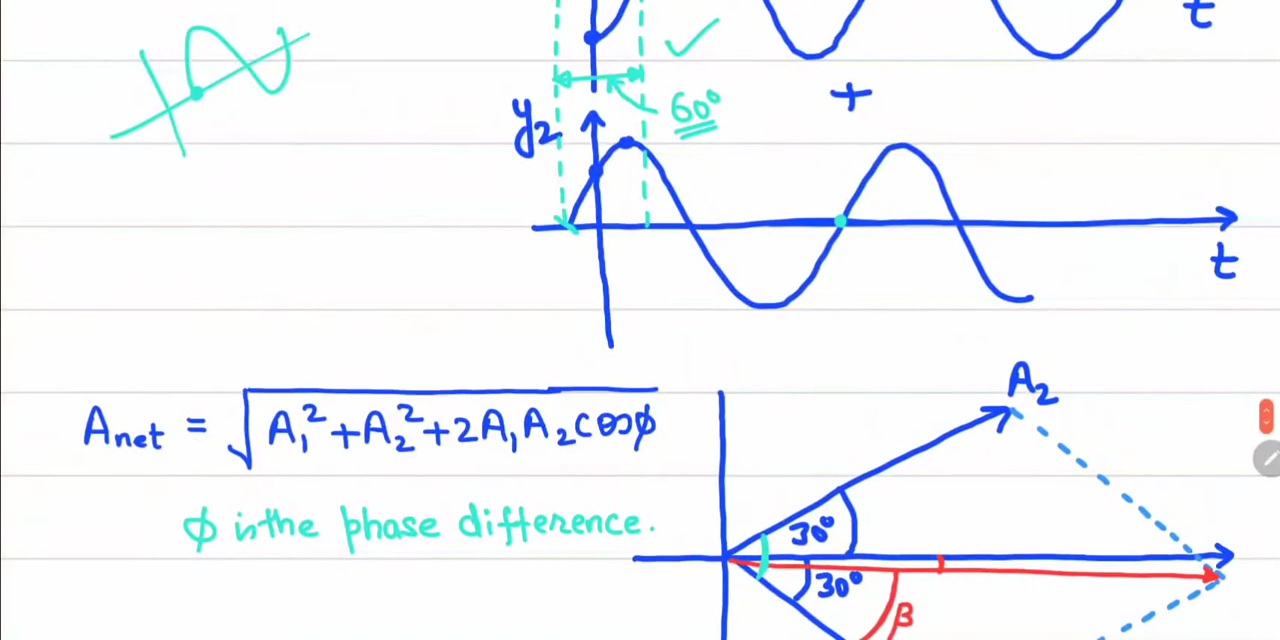 t
+
60°
y₂
t
A₂
Anet = √A₁²+A₂²+2A₁A₂cosϕ
ϕ is the phase difference.
30°
30°
β